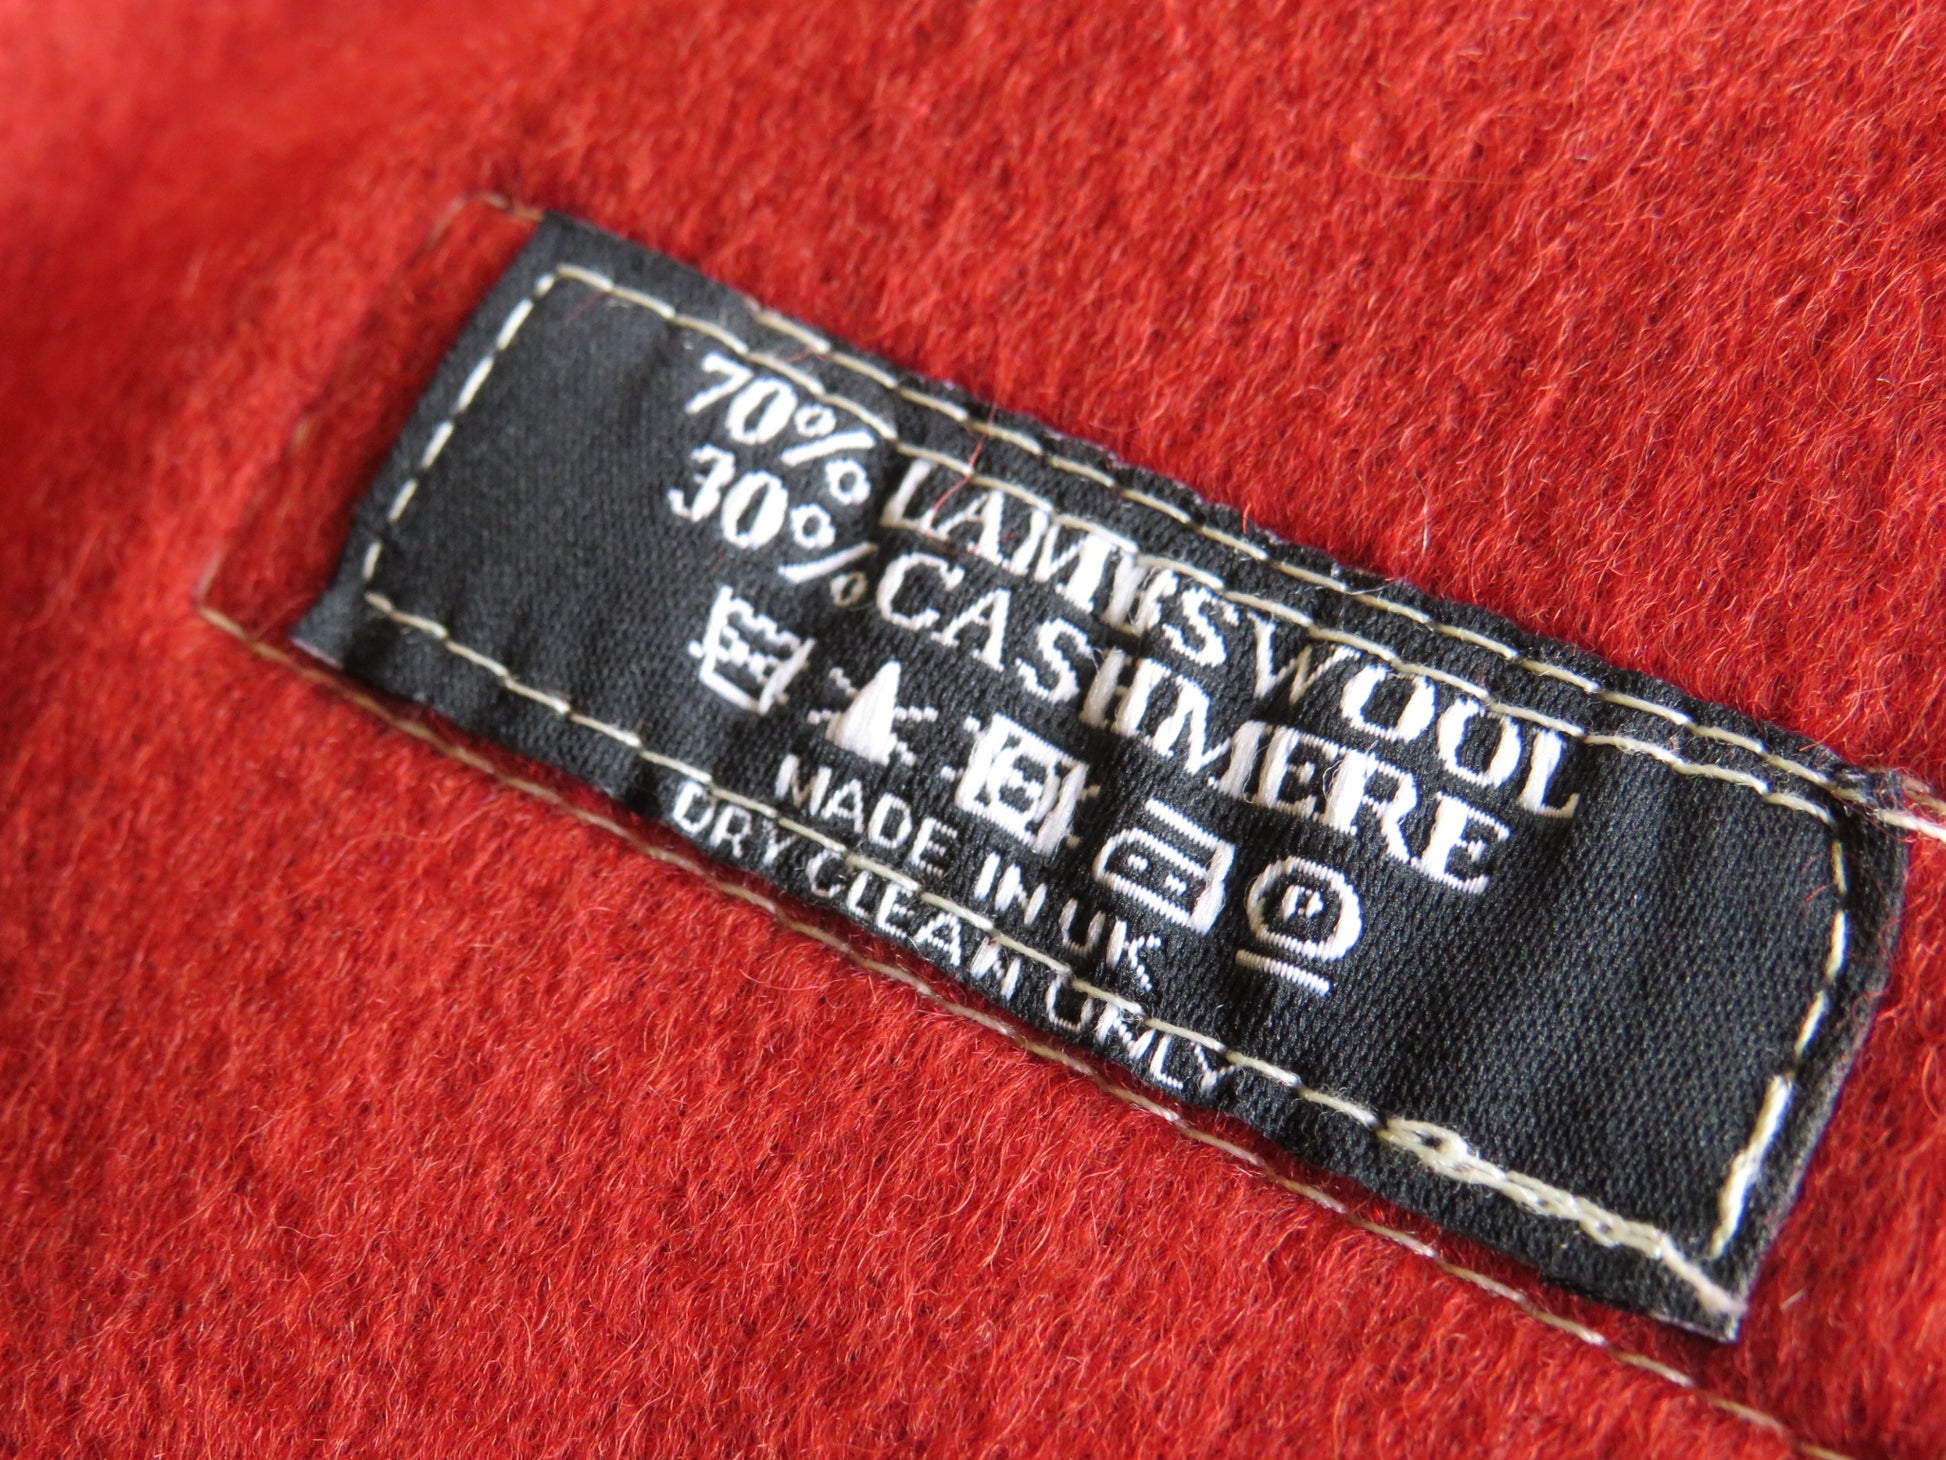 70% LAMBSWOOL
30% CASHMERE
P
MADE IN UK
DRY CLEAN ONLY